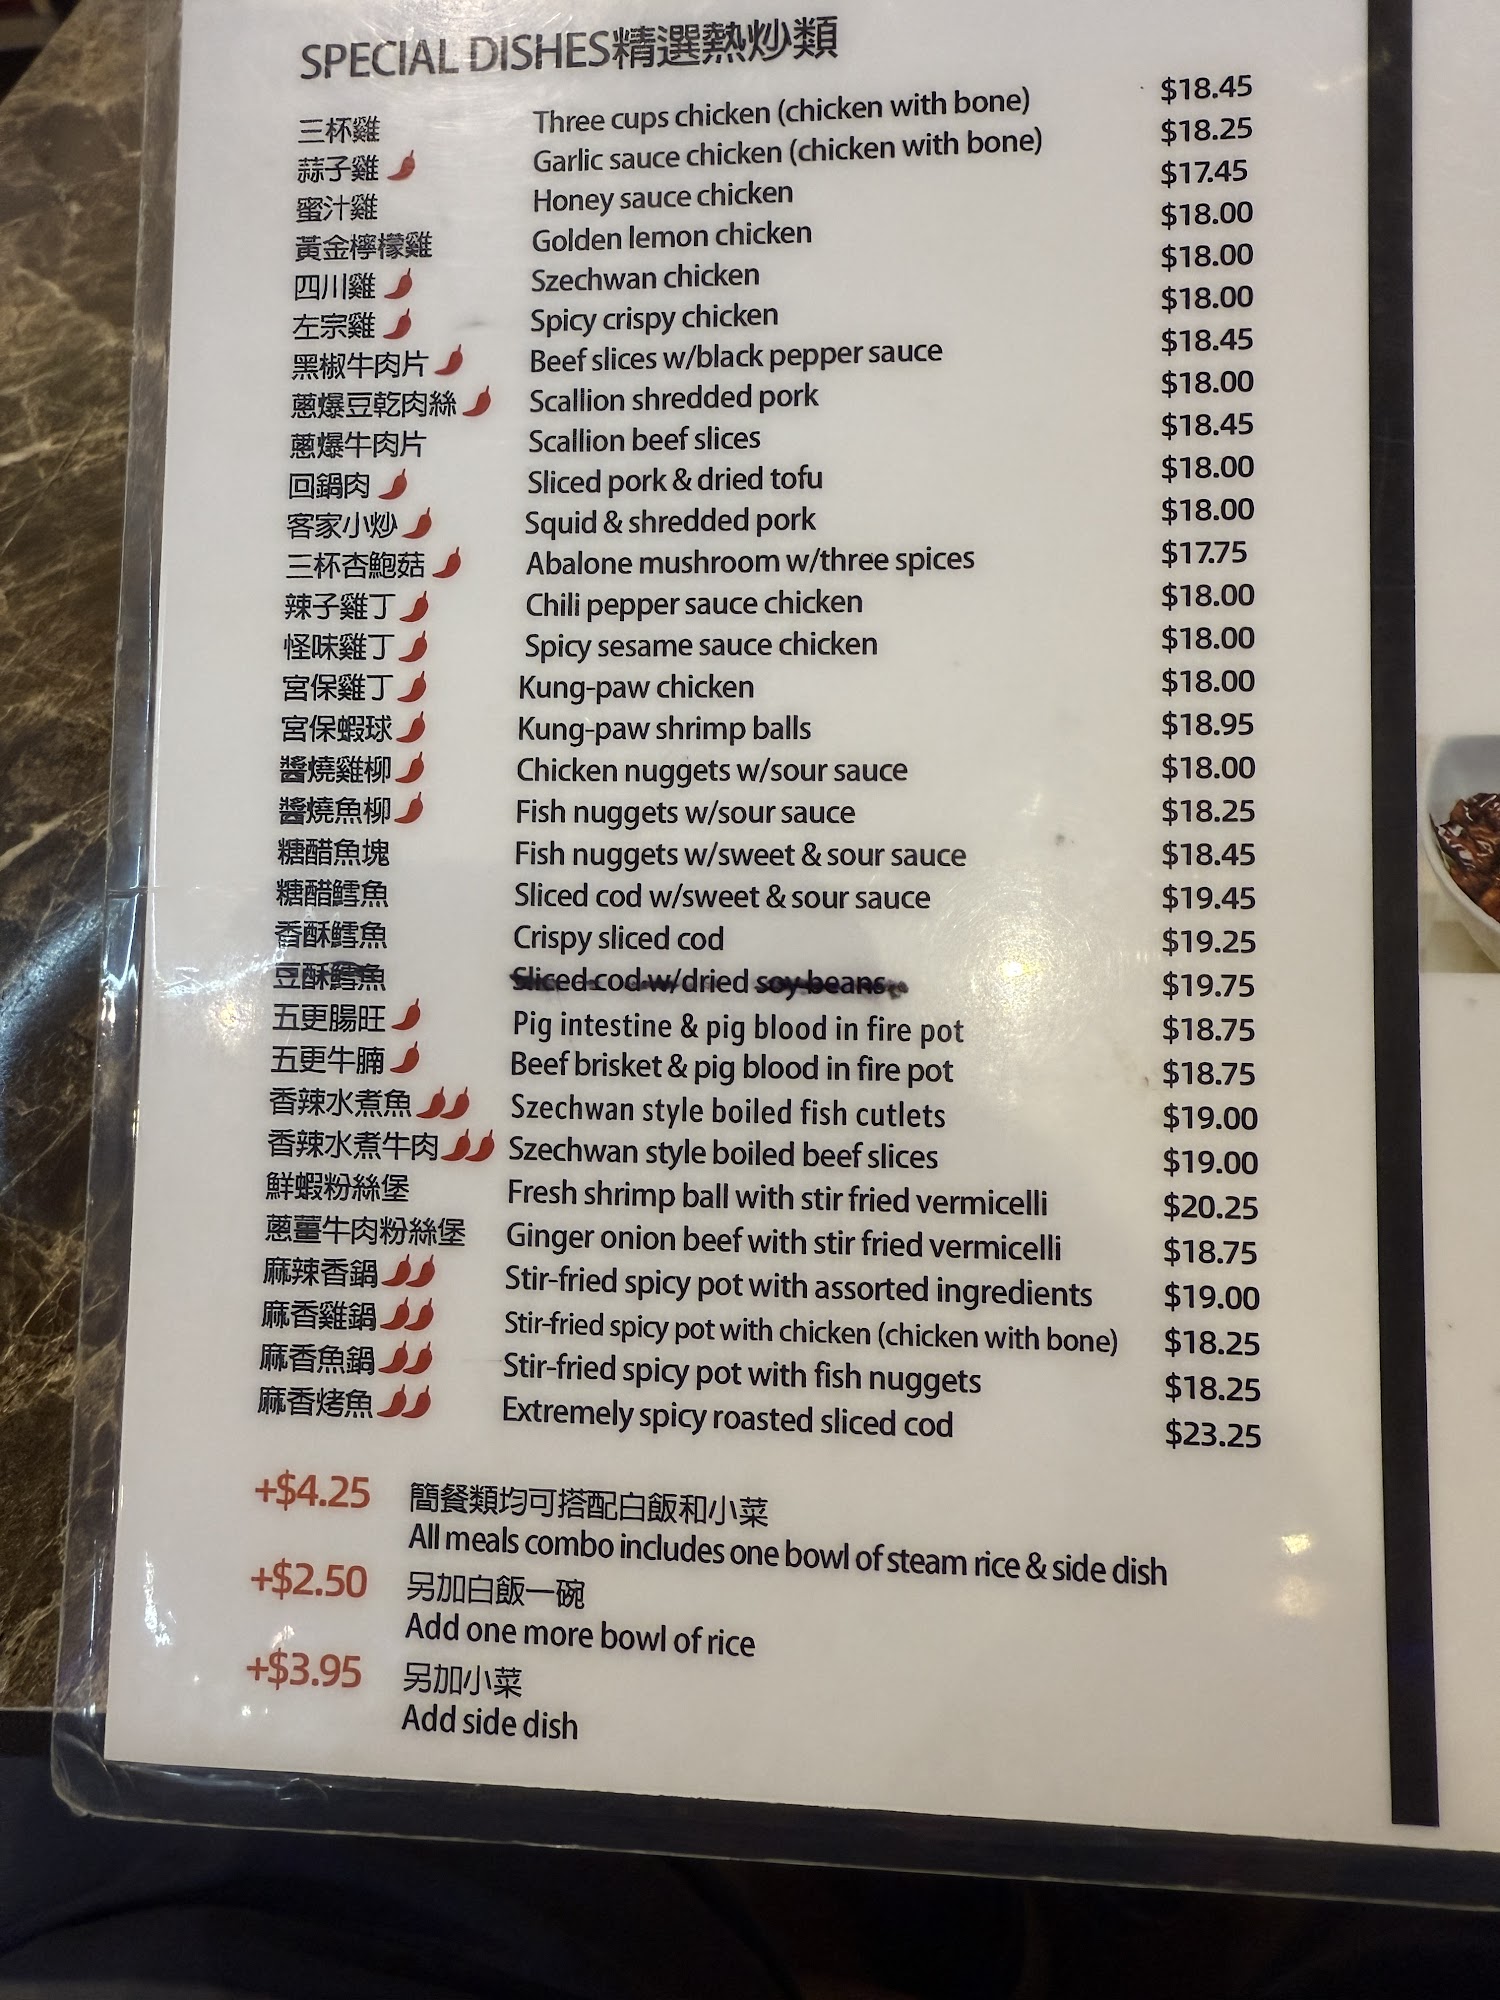 SPECIAL DISHES精選熱炒類
三杯雞 Three cups chicken (chicken with bone) $18.45
蒜子雞 Garlic sauce chicken (chicken with bone) $18.25
蜜汁雞 Honey sauce chicken $17.45
黃金檸檬雞 Golden lemon chicken $18.00
四川雞 Szechwan chicken $18.00
左宗雞 Spicy crispy chicken $18.00
黑椒牛肉片 Beef slices w/black pepper sauce $18.45
蔥爆豆乾肉絲 Scallion shredded pork $18.00
蔥爆牛肉片 Scallion beef slices $18.45
回鍋肉 Sliced pork & dried tofu $18.00
客家小炒 Squid & shredded pork $18.00
三杯杏鮑菇 Abalone mushroom w/three spices $17.75
辣子雞丁 Chili pepper sauce chicken $18.00
怪味雞丁 Spicy sesame sauce chicken $18.00
宮保雞丁 Kung-paw chicken $18.00
宮保蝦球 Kung-paw shrimp balls $18.95
醬燒雞柳 Chicken nuggets w/sour sauce $18.00
醬燒魚柳 Fish nuggets w/sour sauce $18.25
糖醋魚塊 Fish nuggets w/sweet & sour sauce $18.45
糖醋鱈魚 Sliced cod w/sweet & sour sauce $19.45
香酥鱈魚 Crispy sliced cod $19.25
豆酥鱈魚 Sliced cod w/dried soy beans $19.75
五更腸旺 Pig intestine & pig blood in fire pot $18.75
五更牛腩 Beef brisket & pig blood in fire pot $18.75
香辣水煮魚 Szechwan style boiled fish cutlets $19.00
香辣水煮牛肉 Szechwan style boiled beef slices $19.00
鮮蝦粉絲堡 Fresh shrimp ball with stir fried vermicelli $20.25
蔥薑牛肉粉絲堡 Ginger onion beef with stir fried vermicelli $18.75
麻辣香鍋 Stir-fried spicy pot with assorted ingredients $19.00
麻香雞鍋 Stir-fried spicy pot with chicken (chicken with bone) $18.25
麻香魚鍋 Stir-fried spicy pot with fish nuggets $18.25
麻香烤魚 Extremely spicy roasted sliced cod $23.25
+$4.25 簡餐類均可搭配白飯和小菜
All meals combo includes one bowl of steam rice & side dish
+$2.50 另加白飯一碗
Add one more bowl of rice
+$3.95 另加小菜
Add side dish